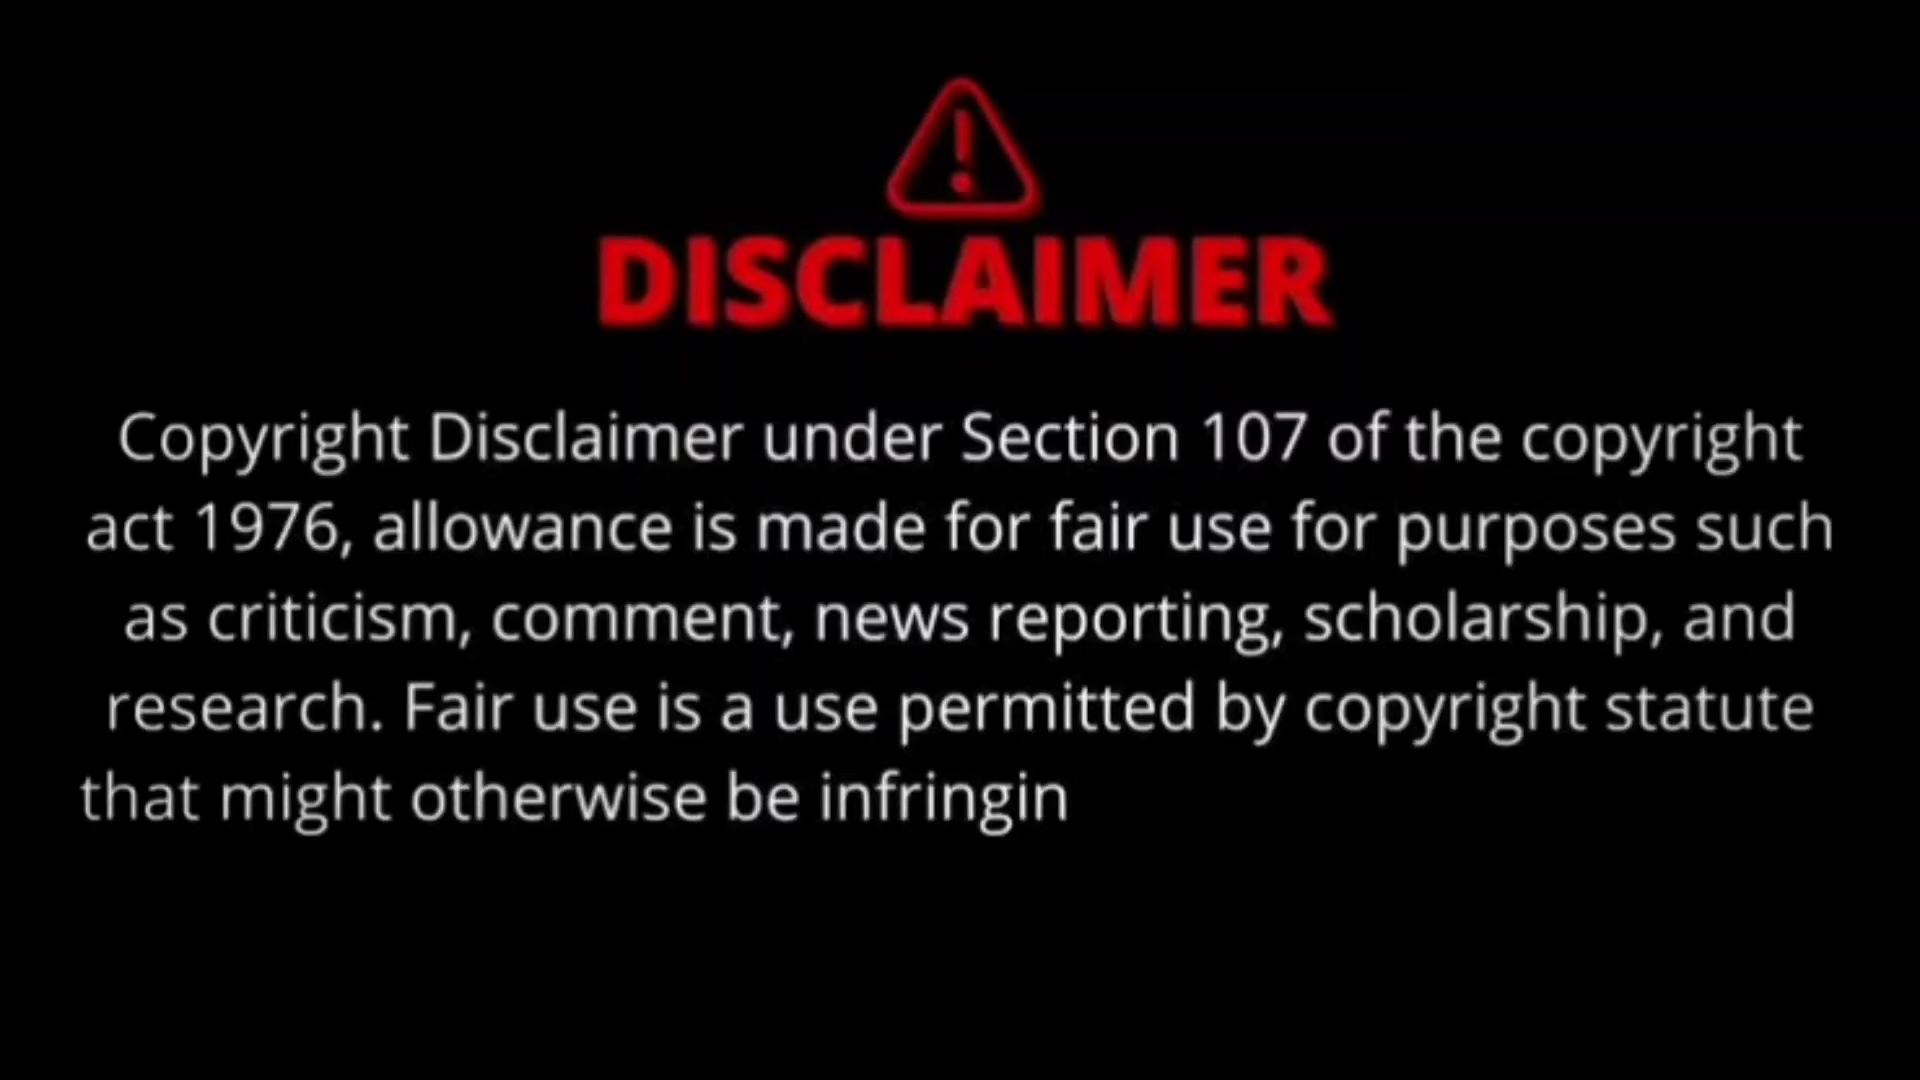 DISCLAIMER
Copyright Disclaimer under Section 107 of the copyright
act 1976, allowance is made for fair use for purposes such
as criticism, comment, news reporting, scholarship, and
research. Fair use is a use permitted by copyright statute
that might otherwise be infringin